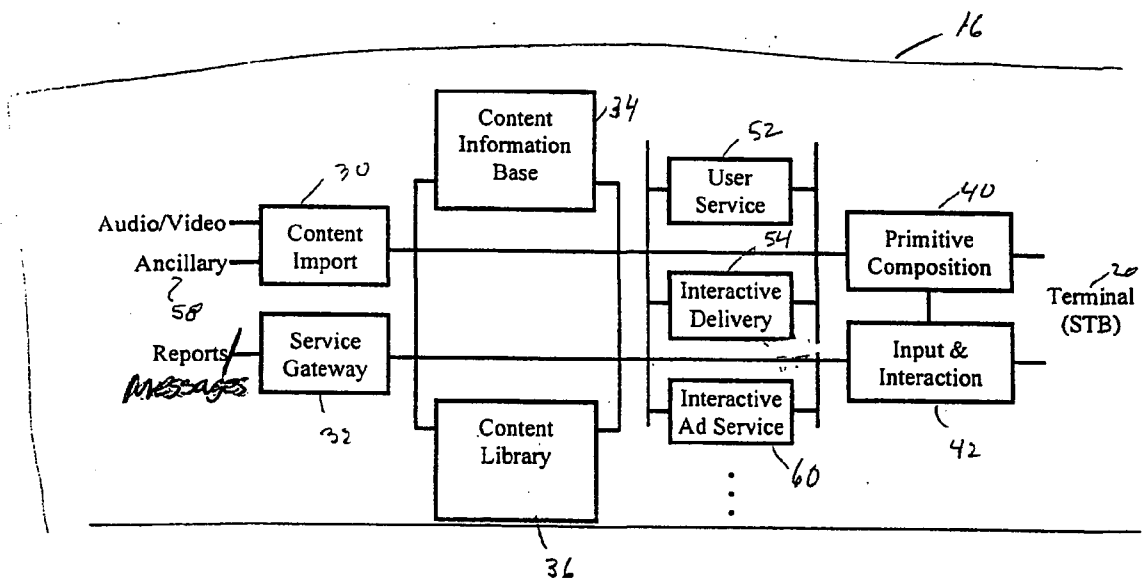 16
Content
Information
Base
34
52
User
Service
30
40
Audio/Video
Ancillary
58
Content
Import
Primitive
Composition
54
Interactive
Delivery
20
Terminal
(STB)
Reports/
Messages
Service
Gateway
32
Input &
Interaction
42
Interactive
Ad Service
60
Content
Library
36